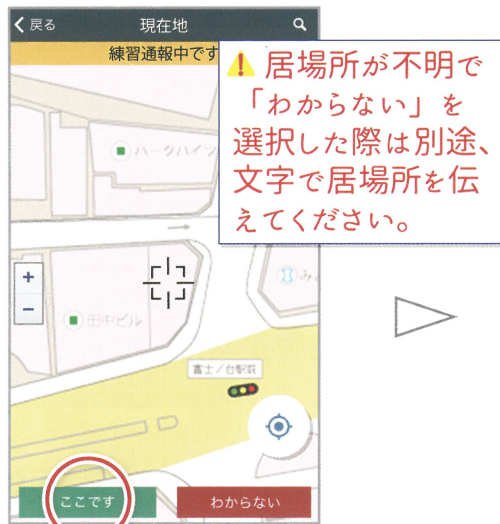 戻る
現在地
練習通報中です
居場所が不明で
「わからない」を
選択した際は別途、
文字で居場所を伝
えてください。
パークハイツ
+
−
田中ビル
富士ノ台駅前
ここです
わからない